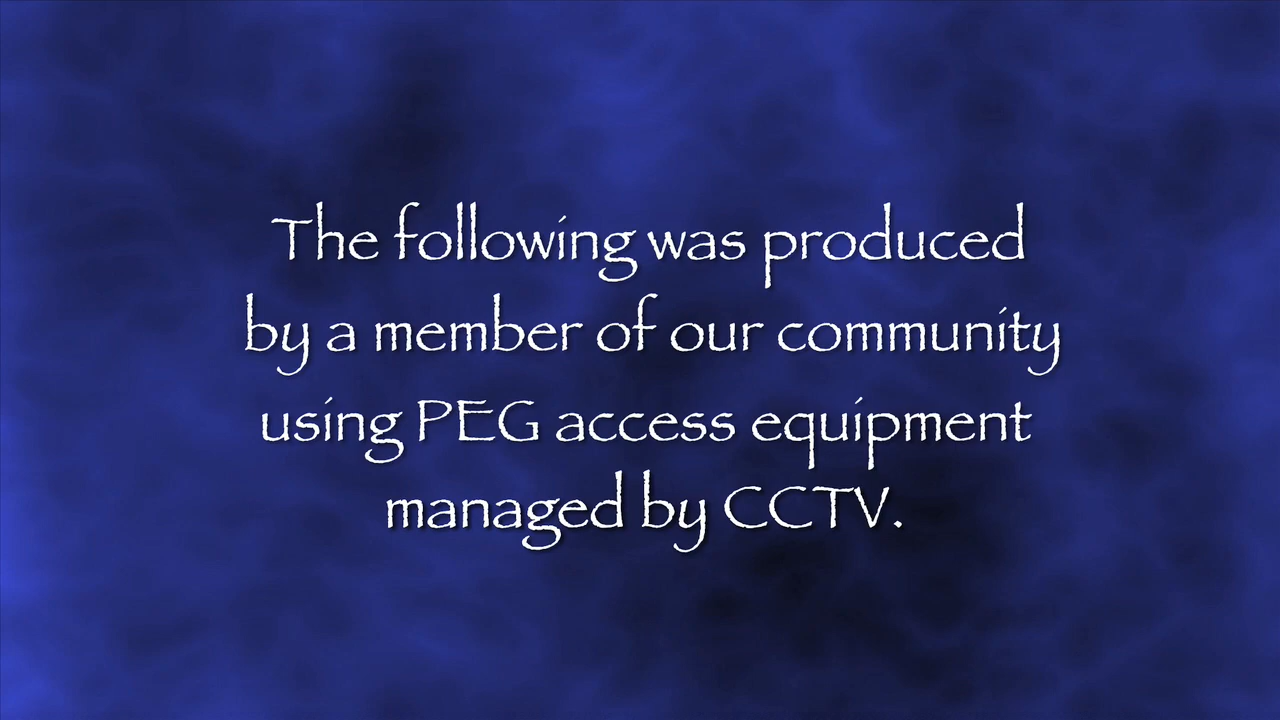 The following was produced
by a member of our community
using PEG access equipment
managed by CCTV.